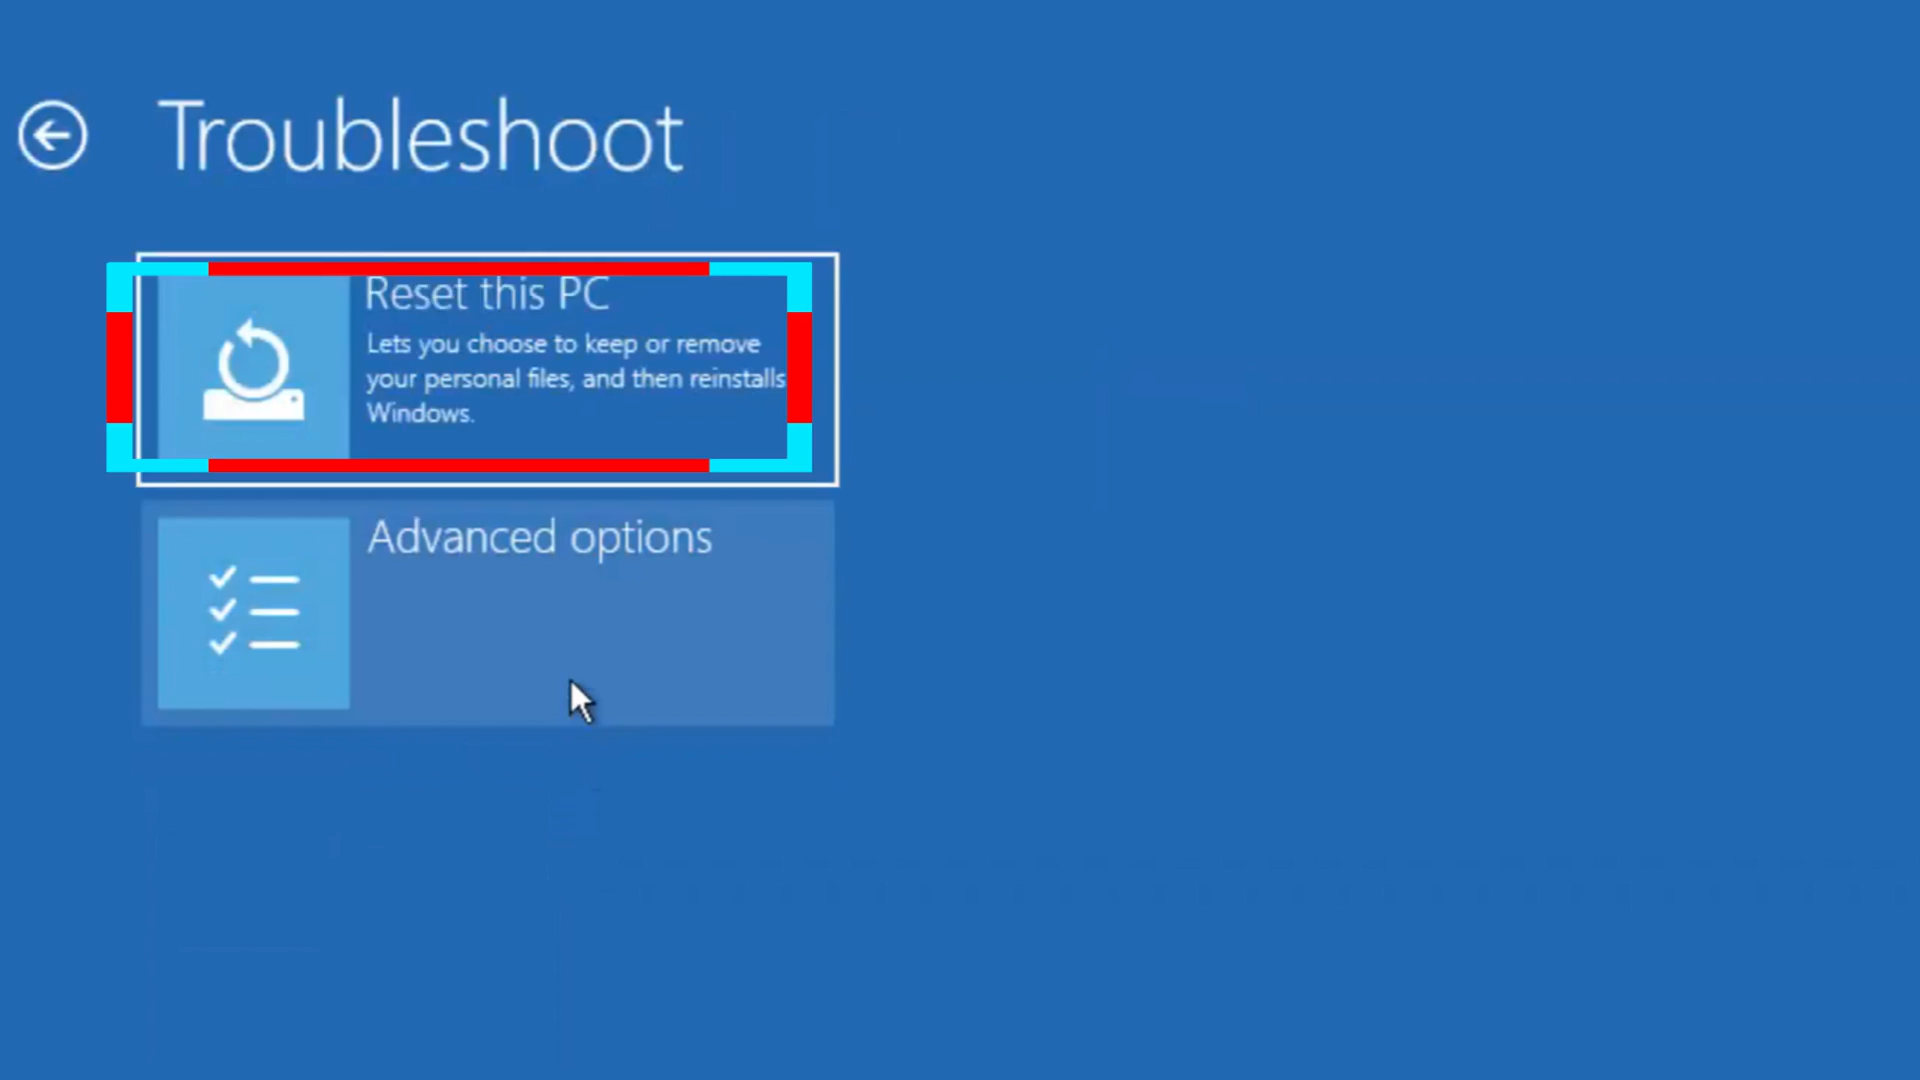 Troubleshoot
Reset this PC
Lets you choose to keep or remove
your personal files, and then reinstalls
Windows.
Advanced options